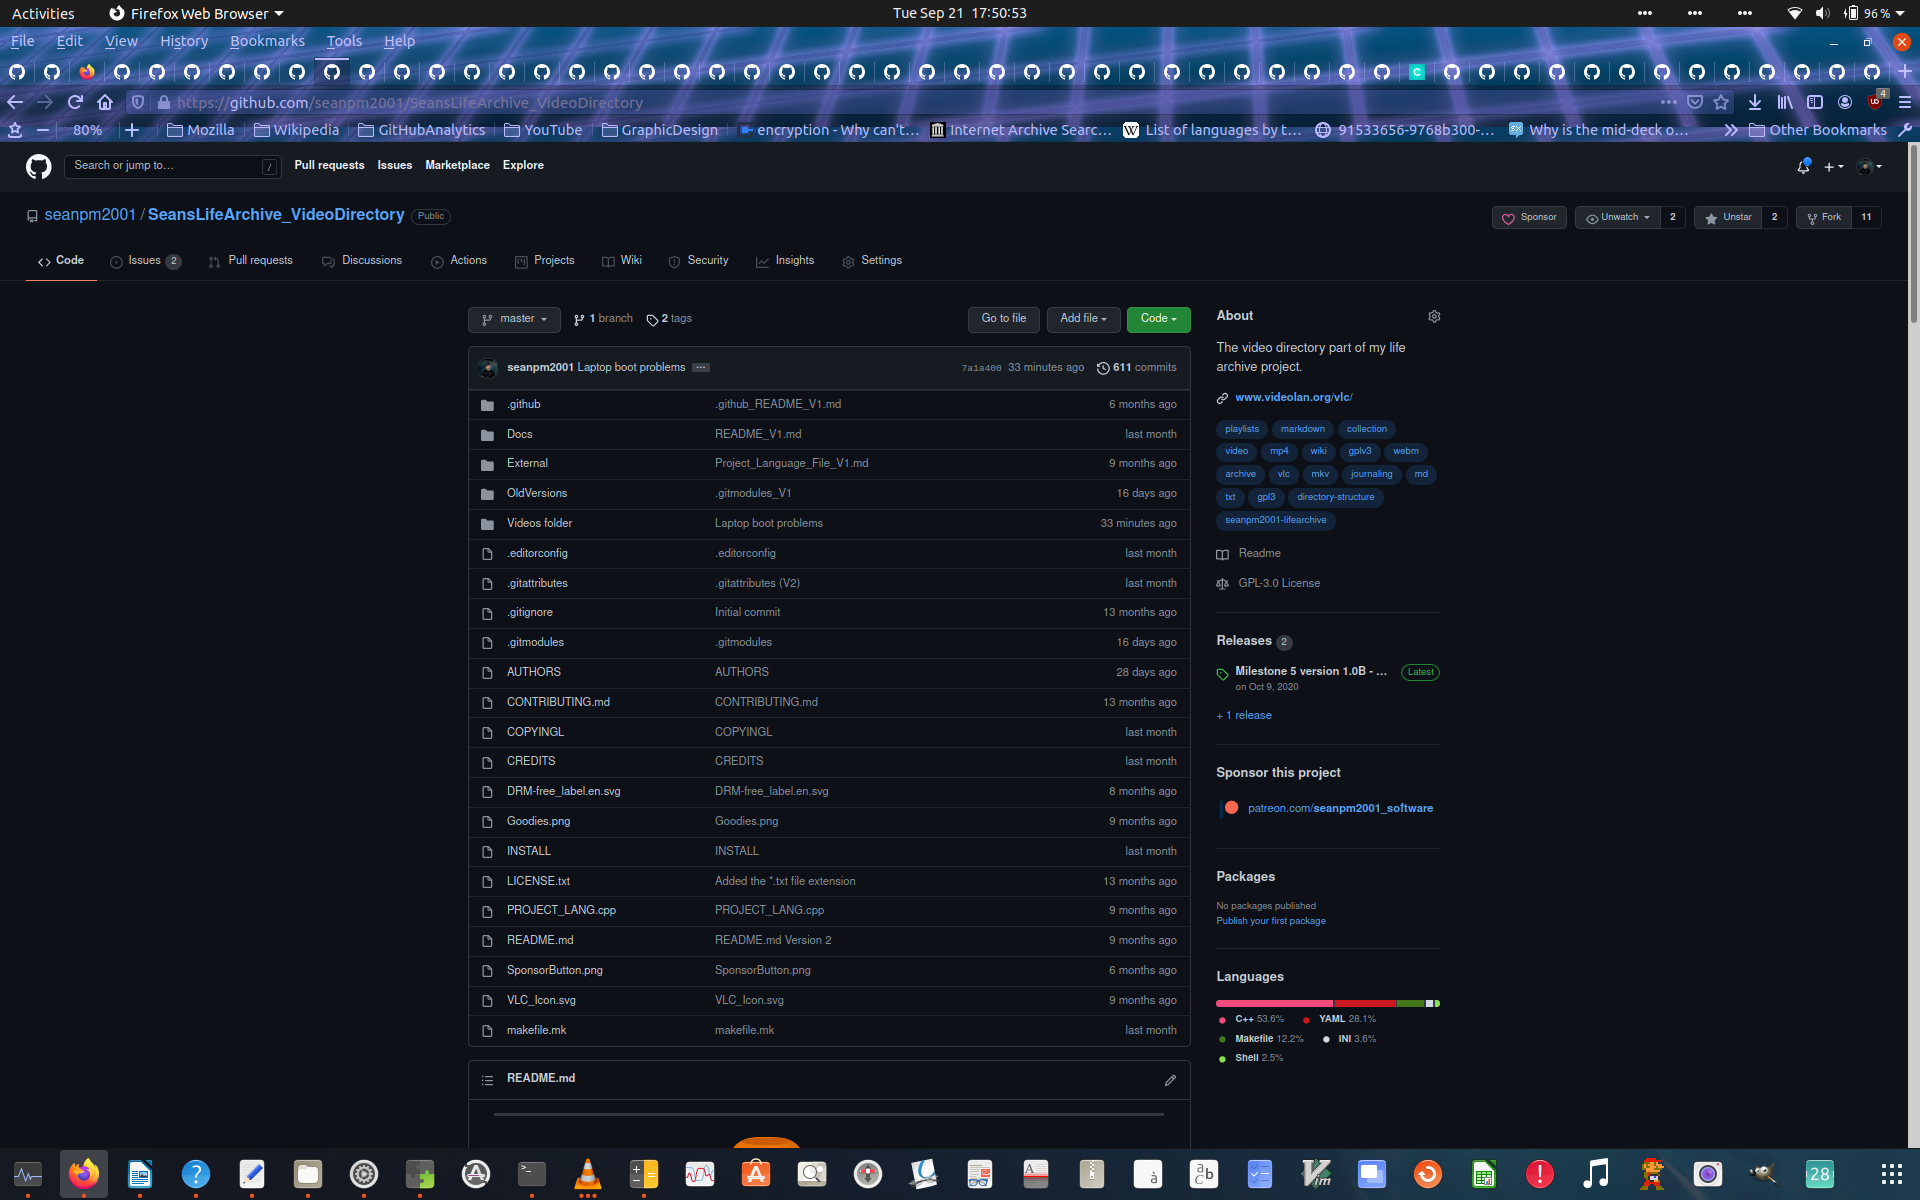 Activities Firefox Web Browser Tue Sep 21 17:50:53 96 %
File Edit View History Bookmarks Tools Help
https://github.com/seanpm2001/SeansLifeArchive_VideoDirectory 4
80% Mozilla Wikipedia GitHubAnalytics YouTube GraphicDesign encryption - Why can't… Internet Archive Searc… List of languages by t… 91533656-9768b300-… Why is the mid-deck o… Other Bookmarks
Search or jump to… / Pull requests Issues Marketplace Explore
seanpm2001 / SeansLifeArchive_VideoDirectory Public Sponsor Unwatch 2 Unstar 2 Fork 11
Code Issues 2 Pull requests Discussions Actions Projects Wiki Security Insights Settings
master 1 branch 2 tags Go to file Add file Code
seanpm2001 Laptop boot problems 7a1a400 33 minutes ago 611 commits
.github .github_README_V1.md 6 months ago
Docs README_V1.md last month
External Project_Language_File_V1.md 9 months ago
OldVersions .gitmodules_V1 16 days ago
Videos folder Laptop boot problems 33 minutes ago
.editorconfig .editorconfig last month
.gitattributes .gitattributes (V2) last month
.gitignore Initial commit 13 months ago
.gitmodules .gitmodules 16 days ago
AUTHORS AUTHORS 28 days ago
CONTRIBUTING.md CONTRIBUTING.md 13 months ago
COPYINGL COPYINGL last month
CREDITS CREDITS last month
DRM-free_label.en.svg DRM-free_label.en.svg 8 months ago
Goodies.png Goodies.png 9 months ago
INSTALL INSTALL last month
LICENSE.txt Added the *.txt file extension 13 months ago
PROJECT_LANG.cpp PROJECT_LANG.cpp 9 months ago
README.md README.md Version 2 9 months ago
SponsorButton.png SponsorButton.png 6 months ago
VLC_Icon.svg VLC_Icon.svg 9 months ago
makefile.mk makefile.mk last month
README.md
About
The video directory part of my life
archive project.
www.videolan.org/vlc/
playlists markdown collection
video mp4 wiki gplv3 webm
archive vlc mkv journaling md
txt gpl3 directory-structure
seanpm2001-lifearchive
Readme
GPL-3.0 License
Releases 2
Milestone 5 version 1.0B - … Latest
on Oct 9, 2020
+ 1 release
Sponsor this project
patreon.com/seanpm2001_software
Packages
No packages published
Publish your first package
Languages
C++ 53.6% YAML 28.1%
Makefile 12.2% INI 3.6%
Shell 2.5%
28